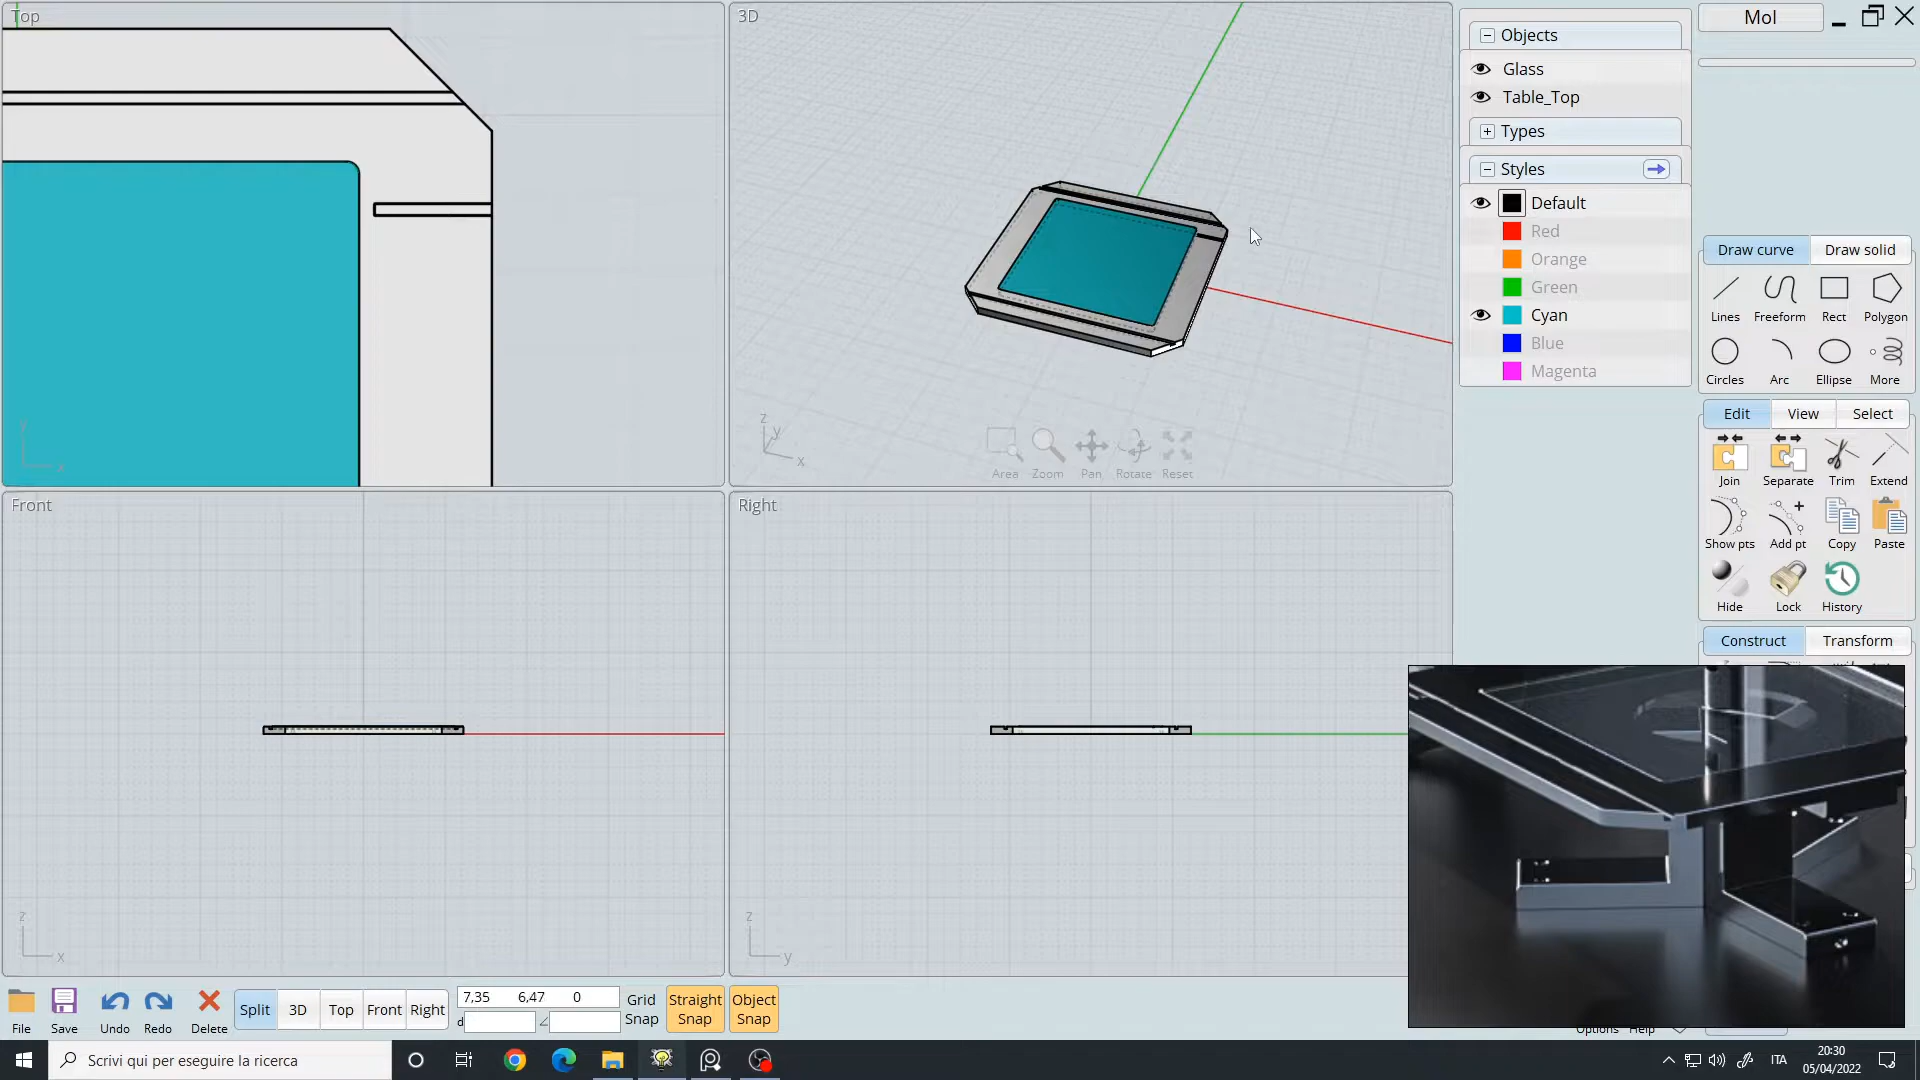 Top
3D
Front
Right
z
y
x
y
x
z
x
z
y
Area
Zoom
Pan
Rotate
Reset
Objects
Glass
Table_Top
Types
Styles
Default
Red
Orange
Green
Cyan
Blue
Magenta
MoI
Draw curve
Draw solid
Lines
Freeform
Rect
Polygon
Circles
Arc
Ellipse
More
Edit
View
Select
Join
Separate
Trim
Extend
Show pts
Add pt
Copy
Paste
Hide
Lock
History
Construct
Transform
Options
Help
File
Save
Undo
Redo
Delete
Split
3D
Top
Front
Right
7,35 6,47 0
d
Grid
Snap
Straight
Snap
Object
Snap
Scrivi qui per eseguire la ricerca
ITA
20:30
05/04/2022